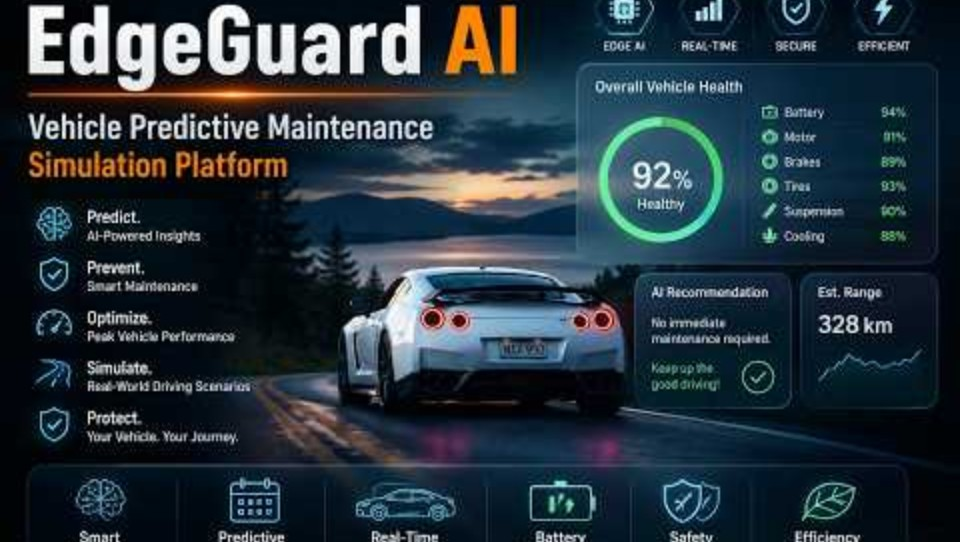 EdgeGuard AI
Vehicle Predictive Maintenance
Simulation Platform
Predict.
AI-Powered Insights
Prevent.
Smart Maintenance
Optimize.
Peak Vehicle Performance
Simulate.
Real-World Driving Scenarios
Protect.
Your Vehicle. Your Journey.
EDGE AI
REAL-TIME
SECURE
EFFICIENT
Overall Vehicle Health
92%
Healthy
Battery 94%
Motor 91%
Brakes 89%
Tires 93%
Suspension 90%
Cooling 88%
AI Recommendation
No immediate
maintenance required.
Keep up the
good driving!
Est. Range
328 km
Smart
Predictive
Real-Time
Battery
Safety
Efficiency